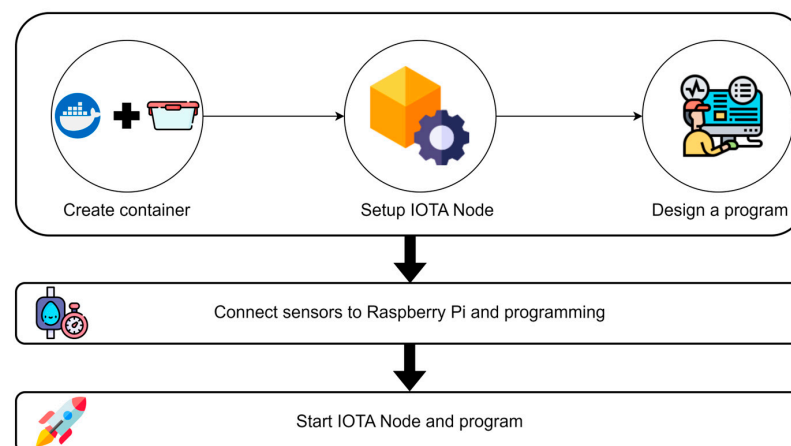 Create container
Setup IOTA Node
Design a program
Connect sensors to Raspberry Pi and programming
Start IOTA Node and program